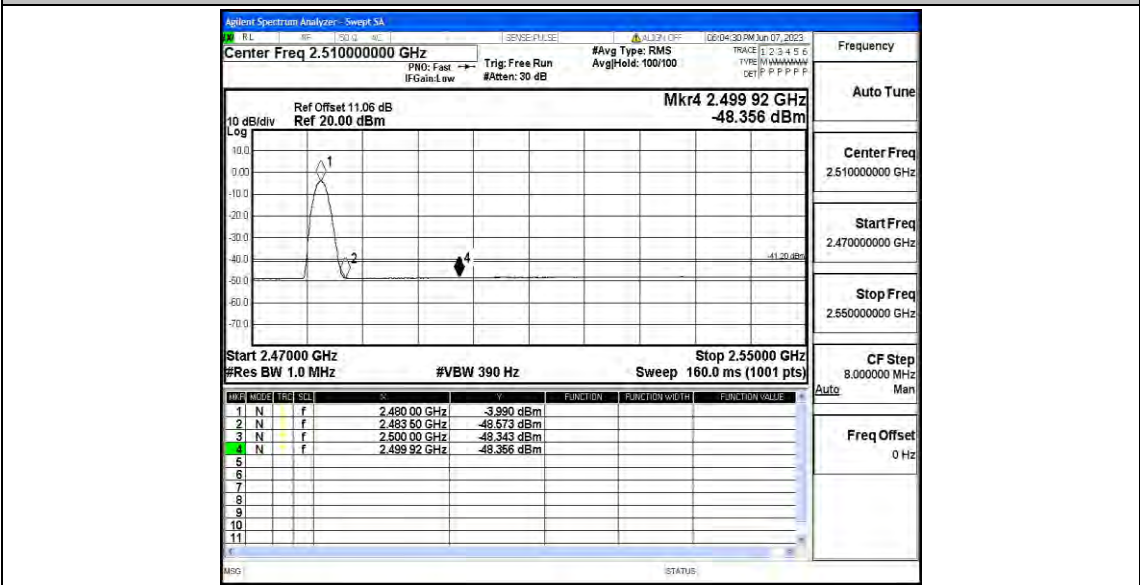 Agilent Spectrum Analyzer - Swept SA
RL RF 50 Ω AC SENSE:PULSE ALIGN OFF 06:04:30 PM Jun 07, 2023
Center Freq 2.510000000 GHz
#Avg Type: RMS
TRACE 1 2 3 4 5 6
PNO: Fast
Trig: Free Run
Avg|Hold: 100/100
TYPE M WWWWW
IFGain:Low
#Atten: 30 dB
DET P P P P P P
Frequency
Auto Tune
Center Freq
2.510000000 GHz
Start Freq
2.470000000 GHz
Stop Freq
2.550000000 GHz
CF Step
8.000000 MHz
Auto Man
Freq Offset
0 Hz
Mkr4 2.499 92 GHz
-48.356 dBm
Ref Offset 11.06 dB
10 dB/div Ref 20.00 dBm
Log
10.0
0.00
-10.0
-20.0
-30.0
-40.0
-50.0
-60.0
-70.0
1
2
4
-41.20 dBm
Start 2.47000 GHz Stop 2.55000 GHz
#Res BW 1.0 MHz #VBW 390 Hz Sweep 160.0 ms (1001 pts)
MKR MODE TRC SCL X Y FUNCTION FUNCTION WIDTH FUNCTION VALUE
1 N f 2.480 00 GHz -3.990 dBm
2 N f 2.483 50 GHz -48.573 dBm
3 N f 2.500 00 GHz -48.343 dBm
4 N f 2.499 92 GHz -48.356 dBm
5
6
7
8
9
10
11
MSG STATUS